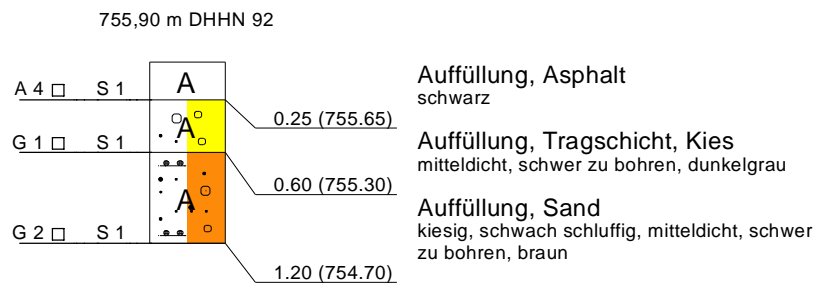 755,90 m DHHN 92
A 4 S 1 A
0.25 (755.65)
Auffüllung, Asphalt
schwarz
G 1 S 1 A
0.60 (755.30)
Auffüllung, Tragschicht, Kies
mitteldicht, schwer zu bohren, dunkelgrau
G 2 S 1 A
1.20 (754.70)
Auffüllung, Sand
kiesig, schwach schluffig, mitteldicht, schwer
zu bohren, braun